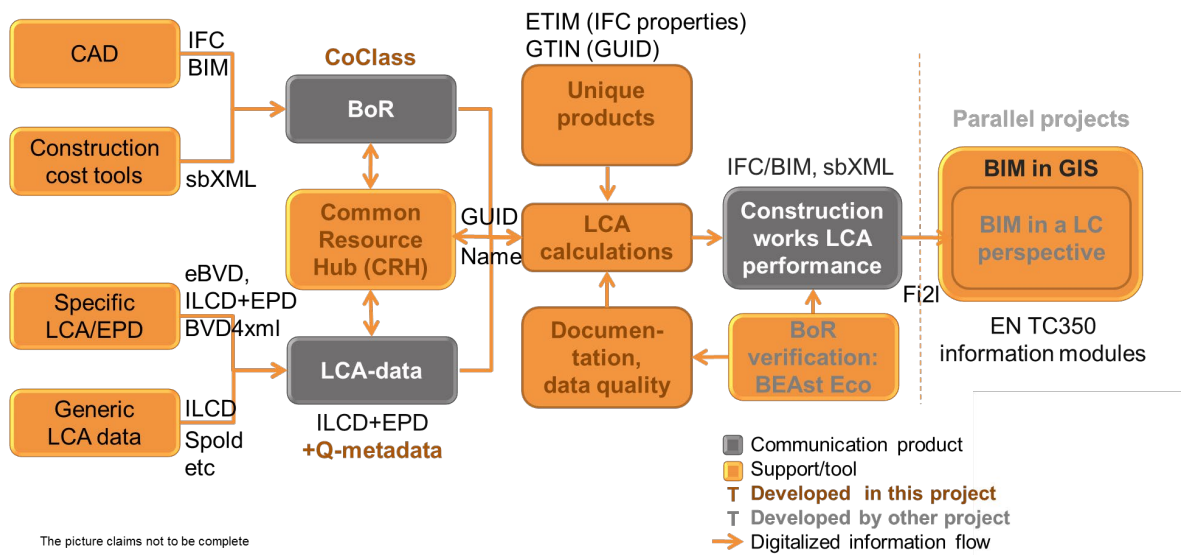 CAD
IFC
BIM
Construction
cost tools
sbXML
CoClass
BoR
Common
Resource
Hub (CRH)
GUID
Name
Specific
LCA/EPD
eBVD,
ILCD+EPD
BVD4xml
Generic
LCA data
ILCD
Spold
etc
LCA-data
ILCD+EPD
+Q-metadata
ETIM (IFC properties)
GTIN (GUID)
Unique
products
LCA
calculations
Documen-
tation,
data quality
IFC/BIM, sbXML
Construction
works LCA
performance
BoR
verification:
BEAst Eco
Fi2I
Parallel projects
BIM in GIS
BIM in a LC
perspective
EN TC350
information modules
Communication product
Support/tool
T Developed in this project
T Developed by other project
Digitalized information flow
The picture claims not to be complete